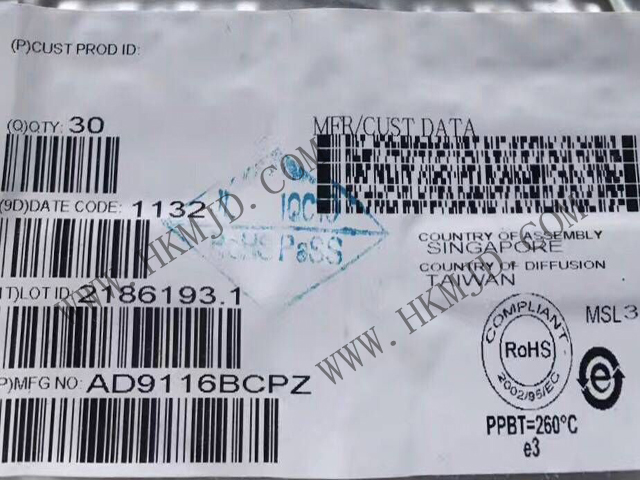 (P)CUST PROD ID:
(Q)QTY: 30
MFR/CUST DATA
(9D)DATE CODE: 1132
IQC
RoHS PaSS
COUNTRY OF ASSEMBLY
SINGAPORE
COUNTRY OF DIFFUSION
TAIWAN
1T)LOT ID: 2186193.1
MSL3
COMPLIANT
RoHS
2002/95/EC
e
P)MFG NO: AD9116BCPZ
PPBT=260°C
e3
WWW.HKMJD.COM
WWW.HKMJD.COM